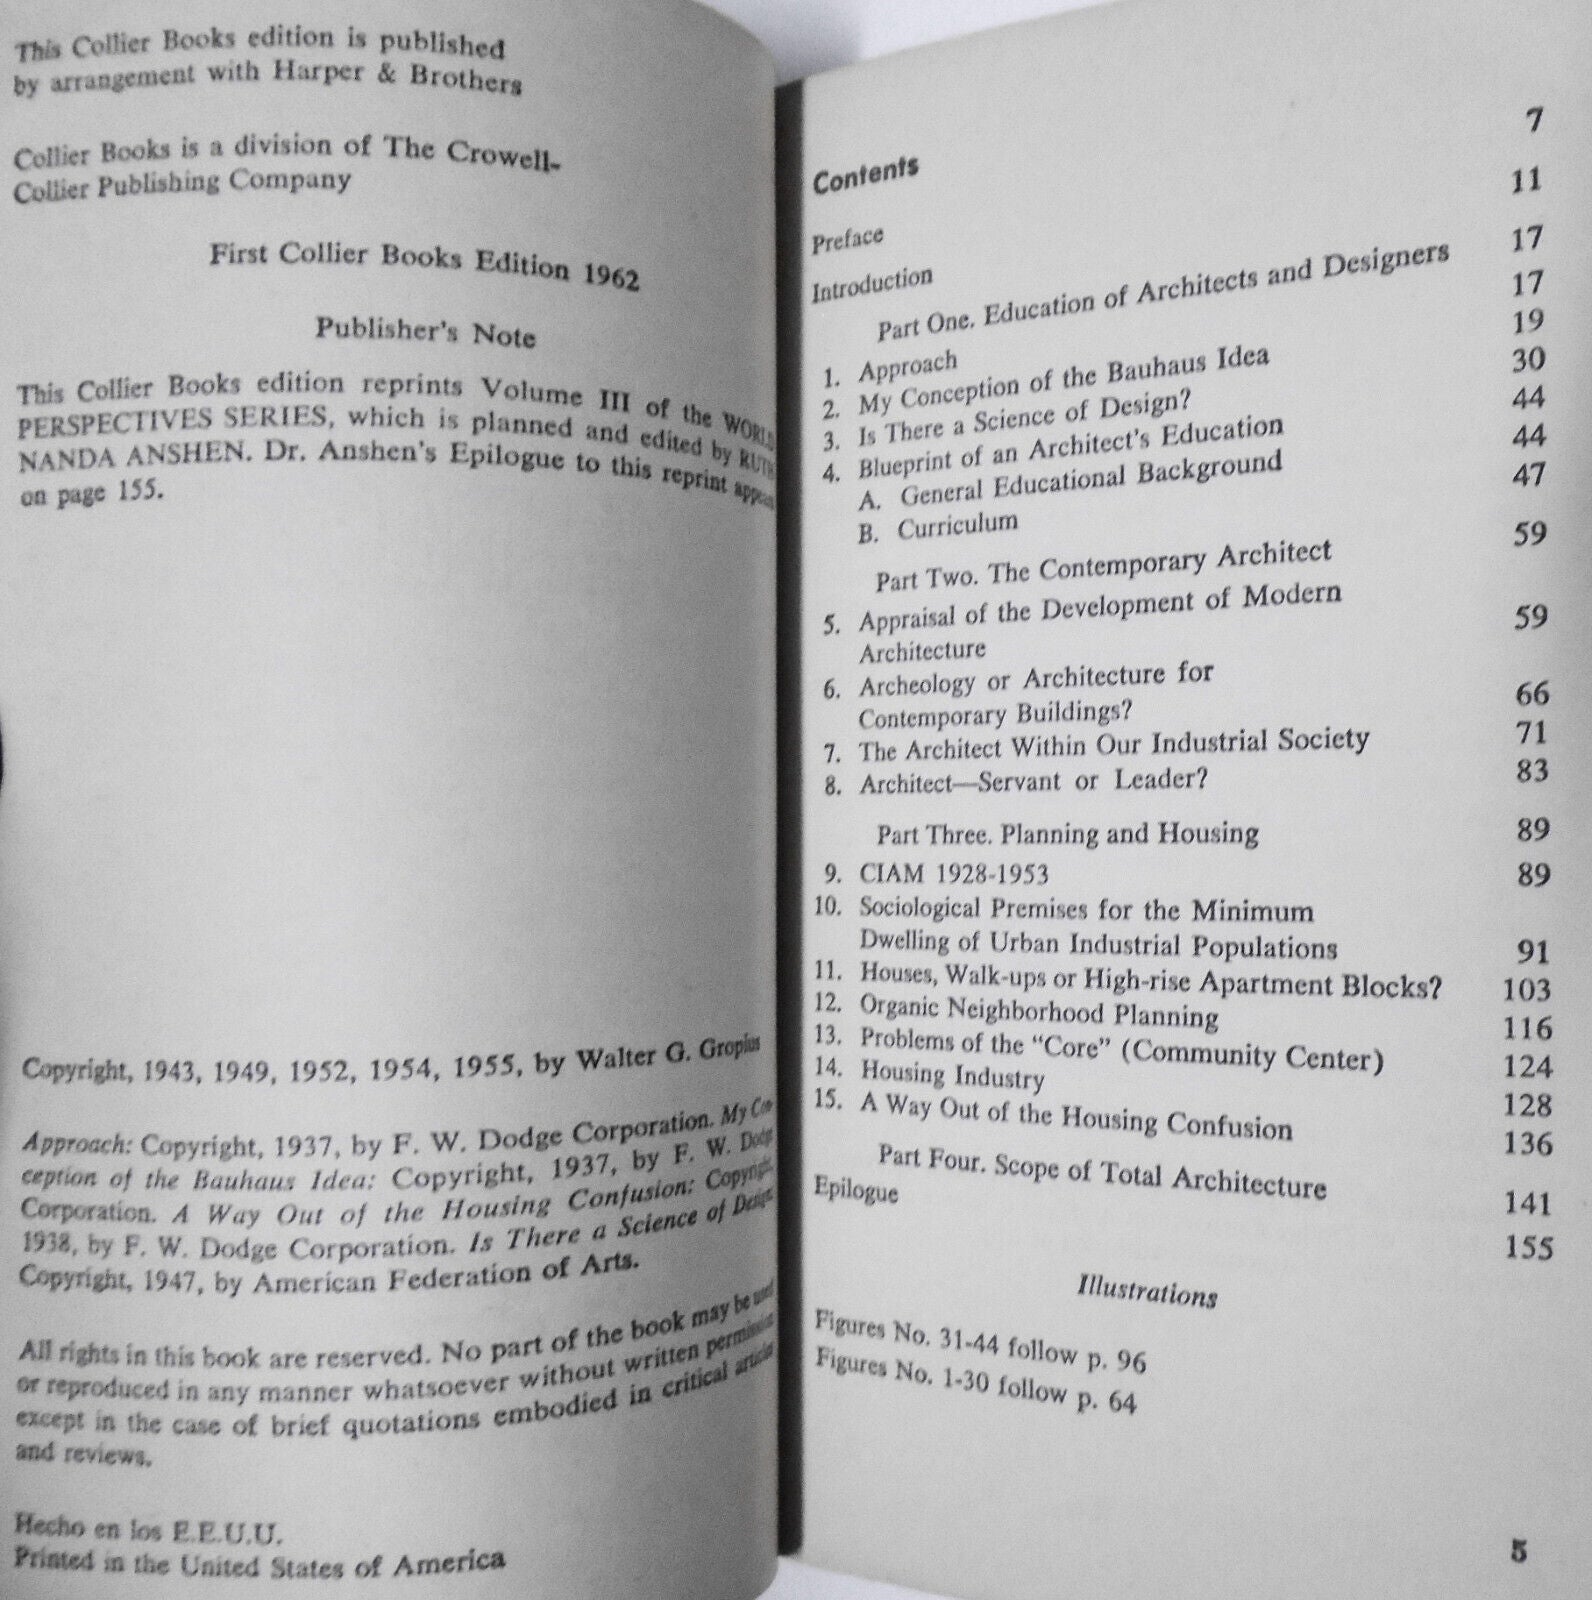 This Collier Books edition is published
by arrangement with Harper & Brothers
Collier Books is a division of The Crowell-
Collier Publishing Company
First Collier Books Edition 1962
Publisher's Note
This Collier Books edition reprints Volume III of the WORLD
PERSPECTIVES SERIES, which is planned and edited by RUTH
NANDA ANSHEN. Dr. Anshen's Epilogue to this reprint appears
on page 155.
Copyright, 1943, 1949, 1952, 1954, 1955, by Walter G. Gropius
Approach: Copyright, 1937, by F. W. Dodge Corporation. My Con-
ception of the Bauhaus Idea: Copyright, 1937, by F. W. Dodge
Corporation. A Way Out of the Housing Confusion: Copyright,
1938, by F. W. Dodge Corporation. Is There a Science of Design:
Copyright, 1947, by American Federation of Arts.
All rights in this book are reserved. No part of the book may be used
or reproduced in any manner whatsoever without written permission
except in the case of brief quotations embodied in critical articles
and reviews.
Hecho en los E.E.U.U.
Printed in the United States of America
Contents
Preface 7
Introduction 11
Part One. Education of Architects and Designers 17
1. Approach 17
2. My Conception of the Bauhaus Idea 19
3. Is There a Science of Design? 30
4. Blueprint of an Architect's Education 44
A. General Educational Background 44
B. Curriculum 47
Part Two. The Contemporary Architect 59
5. Appraisal of the Development of Modern
Architecture 59
6. Archeology or Architecture for
Contemporary Buildings? 66
7. The Architect Within Our Industrial Society 71
8. Architect—Servant or Leader? 83
Part Three. Planning and Housing 89
9. CIAM 1928-1953 89
10. Sociological Premises for the Minimum
Dwelling of Urban Industrial Populations 91
11. Houses, Walk-ups or High-rise Apartment Blocks? 103
12. Organic Neighborhood Planning 116
13. Problems of the "Core" (Community Center) 124
14. Housing Industry 128
15. A Way Out of the Housing Confusion 136
Part Four. Scope of Total Architecture 141
Epilogue 155
Illustrations
Figures No. 31-44 follow p. 96
Figures No. 1-30 follow p. 64
5